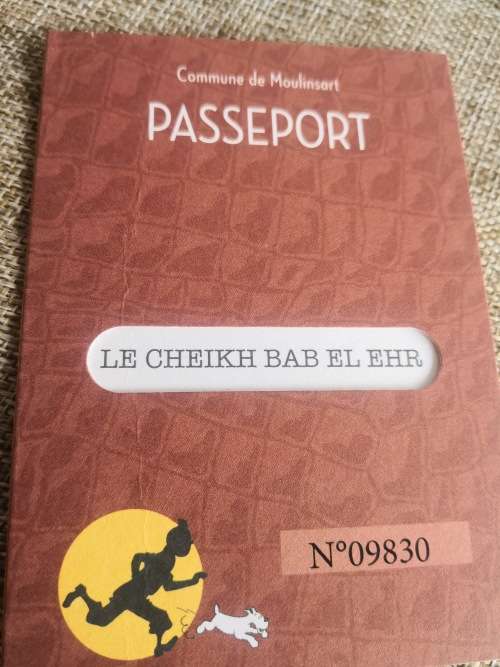 Commune de Moulinsart
PASSEPORT
LE CHEIKH BAB EL EHR
N°09830